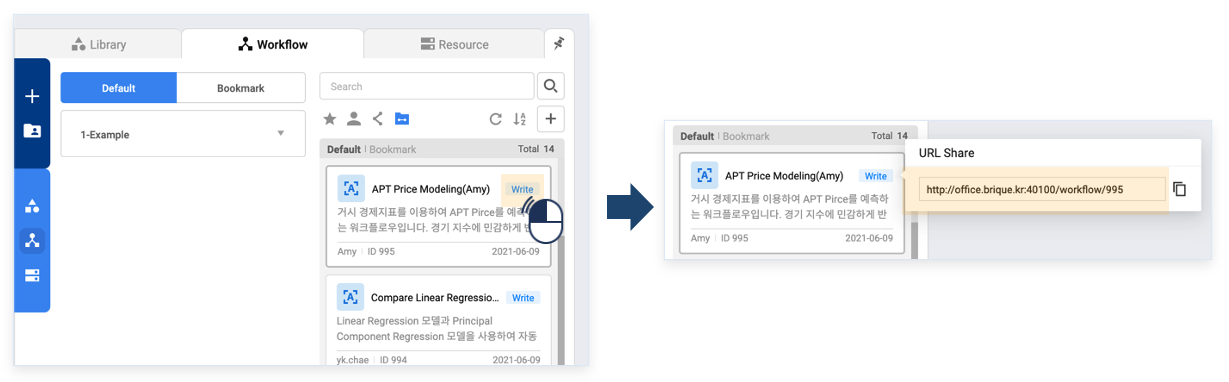 Library
Workflow
Resource
Default
Bookmark
1-Example
Search
Default | Bookmark
Total 14
APT Price Modeling(Amy)
Write
거시 경제지표를 이용하여 APT Pirce를 예측하
는 워크플로우입니다. 경기 지수에 민감하게 반
Amy | ID 995
2021-06-09
Compare Linear Regressio...
Write
Linear Regression 모델과 Principal
Component Regression 모델을 사용하여 자동
yk.chae | ID 994
2021-06-09
Default | Bookmark
Total 14
APT Price Modeling(Amy)
Write
거시 경제지표를 이용하여 APT Pirce를 예측하
는 워크플로우입니다. 경기 지수에 민감하게 반
Amy | ID 995
2021-06-09
URL Share
http://office.brique.kr:40100/workflow/995